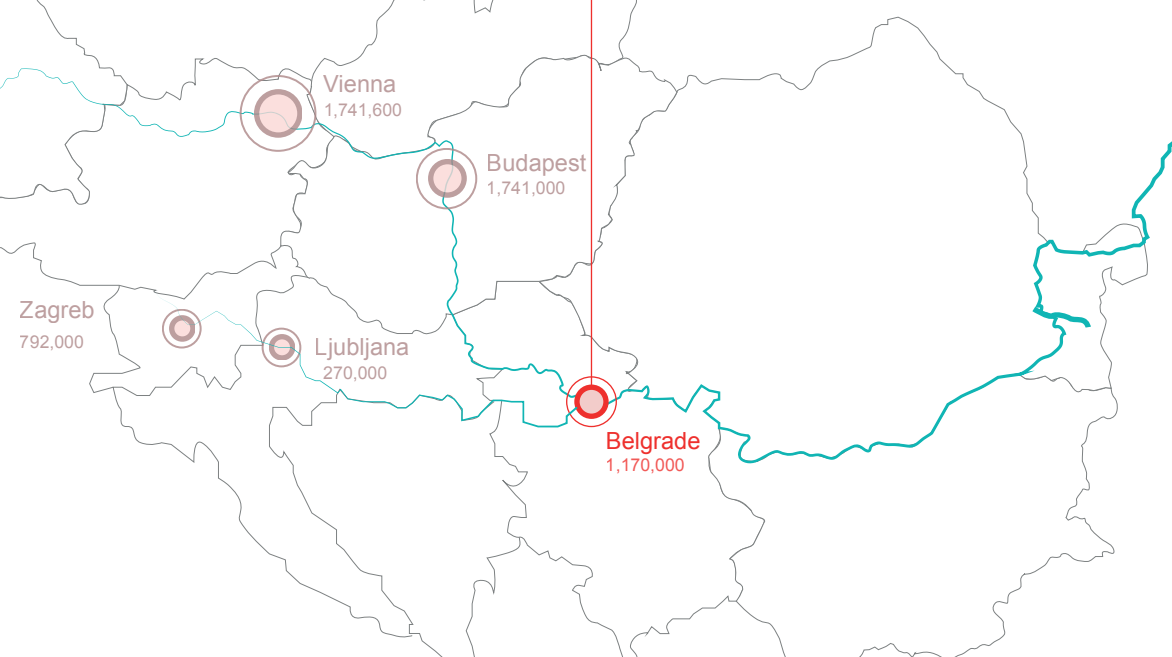 Vienna
1,741,600
Budapest
1,741,000
Zagreb
792,000
Ljubljana
270,000
Belgrade
1,170,000